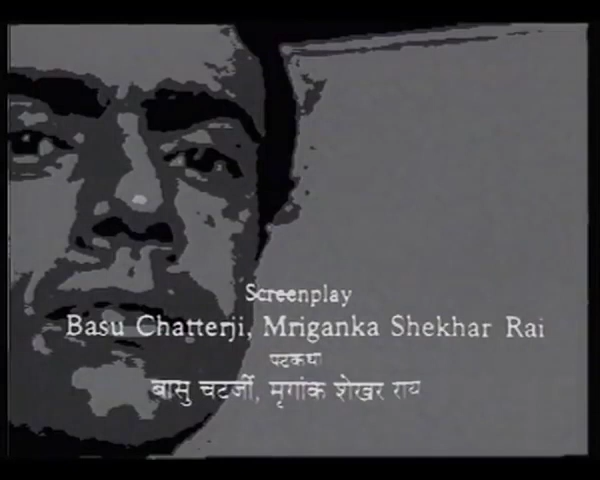 Screenplay
Basu Chatterji, Mriganka Shekhar Rai
पटकथा
बासु चटर्जी, मृगांक शेखर राय